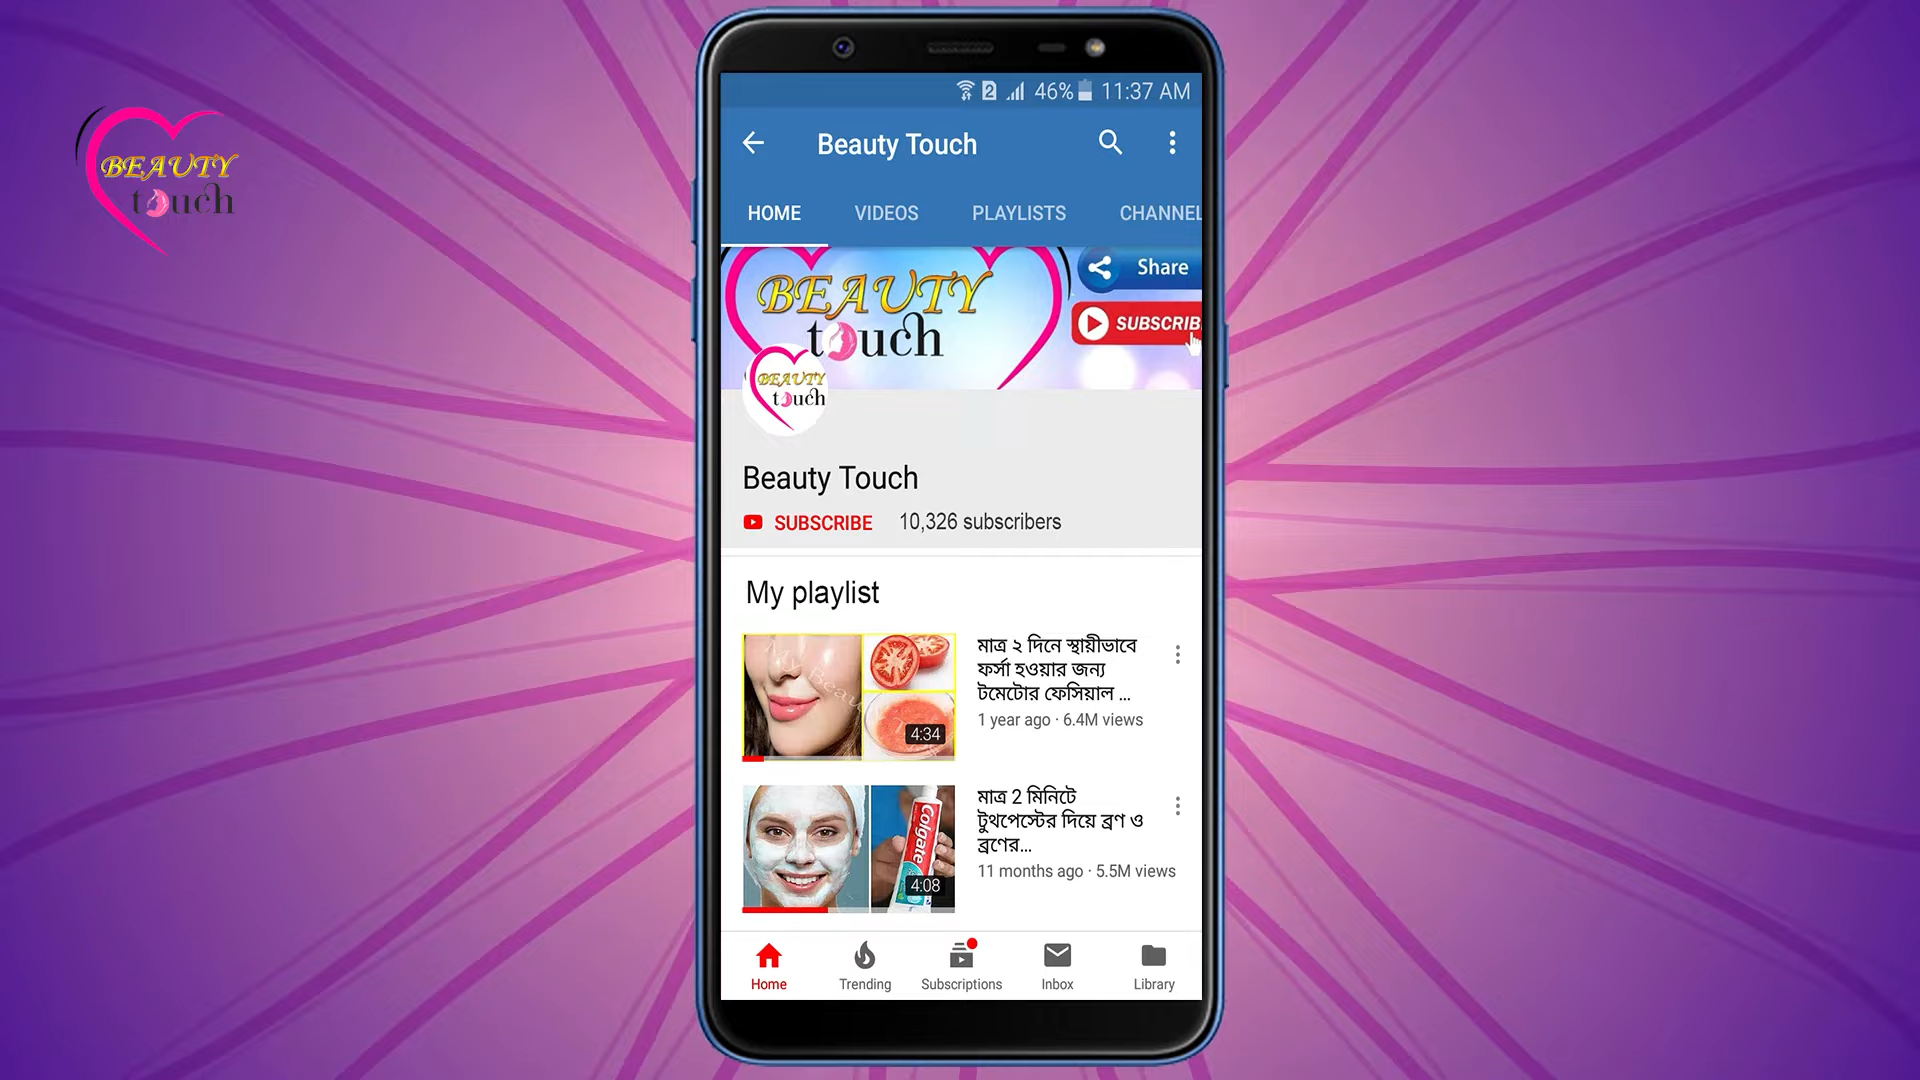 BEAUTY
touch
2 46% 11:37 AM
Beauty Touch
HOME VIDEOS PLAYLISTS CHANNEL
BEAUTY
touch
Share
SUBSCRIB
BEAUTY
touch
Beauty Touch
SUBSCRIBE 10,326 subscribers
My playlist
মাত্র ২ দিনে স্থায়ীভাবে
ফর্সা হওয়ার জন্য
টমেটোর ফেসিয়াল ...
1 year ago · 6.4M views
4:34
মাত্র 2 মিনিটে
টুথপেস্টের দিয়ে ব্রণ ও
ব্রণের...
11 months ago · 5.5M views
Colgate
4:08
Home Trending Subscriptions Inbox Library